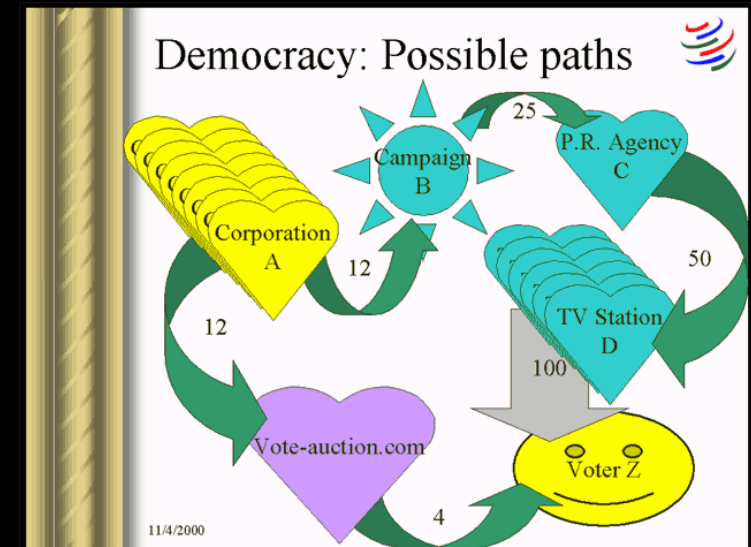 Democracy: Possible paths
25
Campaign
B
P.R. Agency
C
Corporation
A
12
50
TV Station
D
12
100
Vote-auction.com
Voter Z
4
11/4/2000